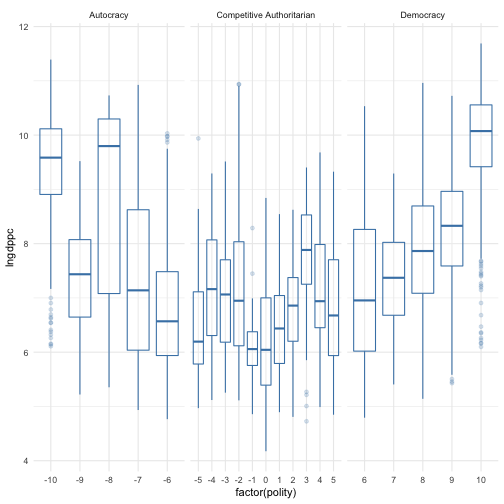 Autocracy Competitive Authoritarian Democracy
12
10
8
6
4
lngdppc
-10 -9 -8 -7 -6 -5 -4 -3 -2 -1 0 1 2 3 4 5 6 7 8 9 10
factor(polity)